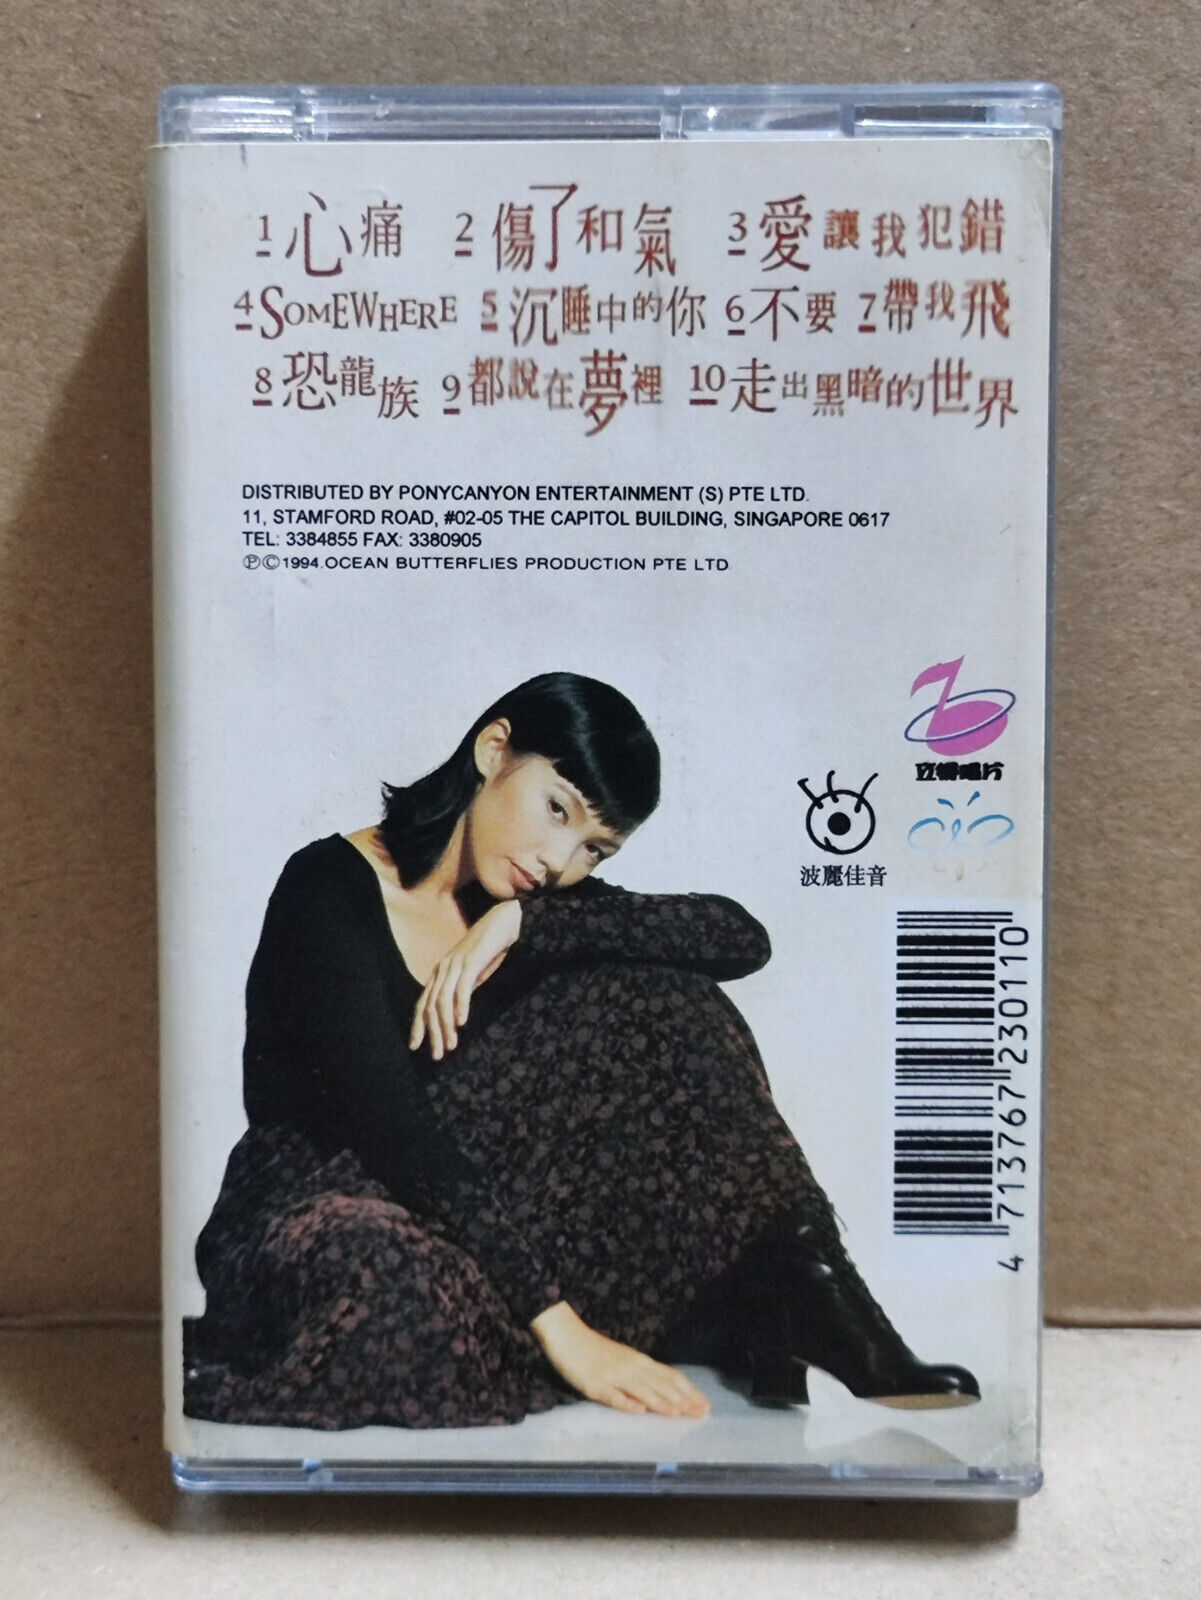 1 心痛 2 傷了和氣 3 愛讓我犯錯
4 SOMEWHERE 5 沉睡中的你 6 不要 7 帶我飛
8 恐龍族 9 都說在夢裡 10 走出黑暗的世界
DISTRIBUTED BY PONYCANYON ENTERTAINMENT (S) PTE LTD.
11, STAMFORD ROAD, #02-05 THE CAPITOL BUILDING, SINGAPORE 0617
TEL: 3384855 FAX: 3380905
℗©1994.OCEAN BUTTERFLIES PRODUCTION PTE LTD
唱片
波麗佳音
4 713767 230110